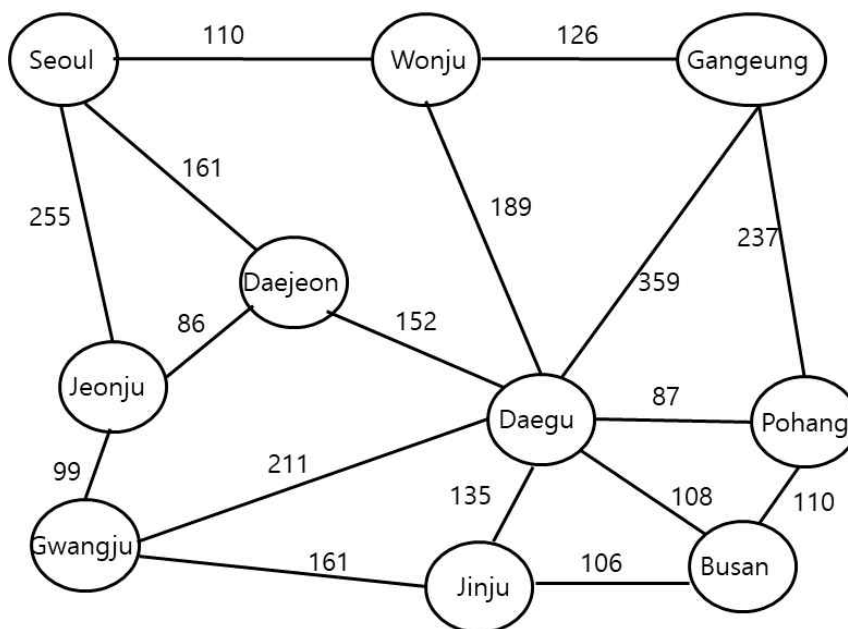 110
126
Seoul
Wonju
Gangeung
161
189
255
237
Daejeon
359
86
152
Jeonju
87
Daegu
Pohang
211
99
135
108
110
Gwangju
161
106
Busan
Jinju